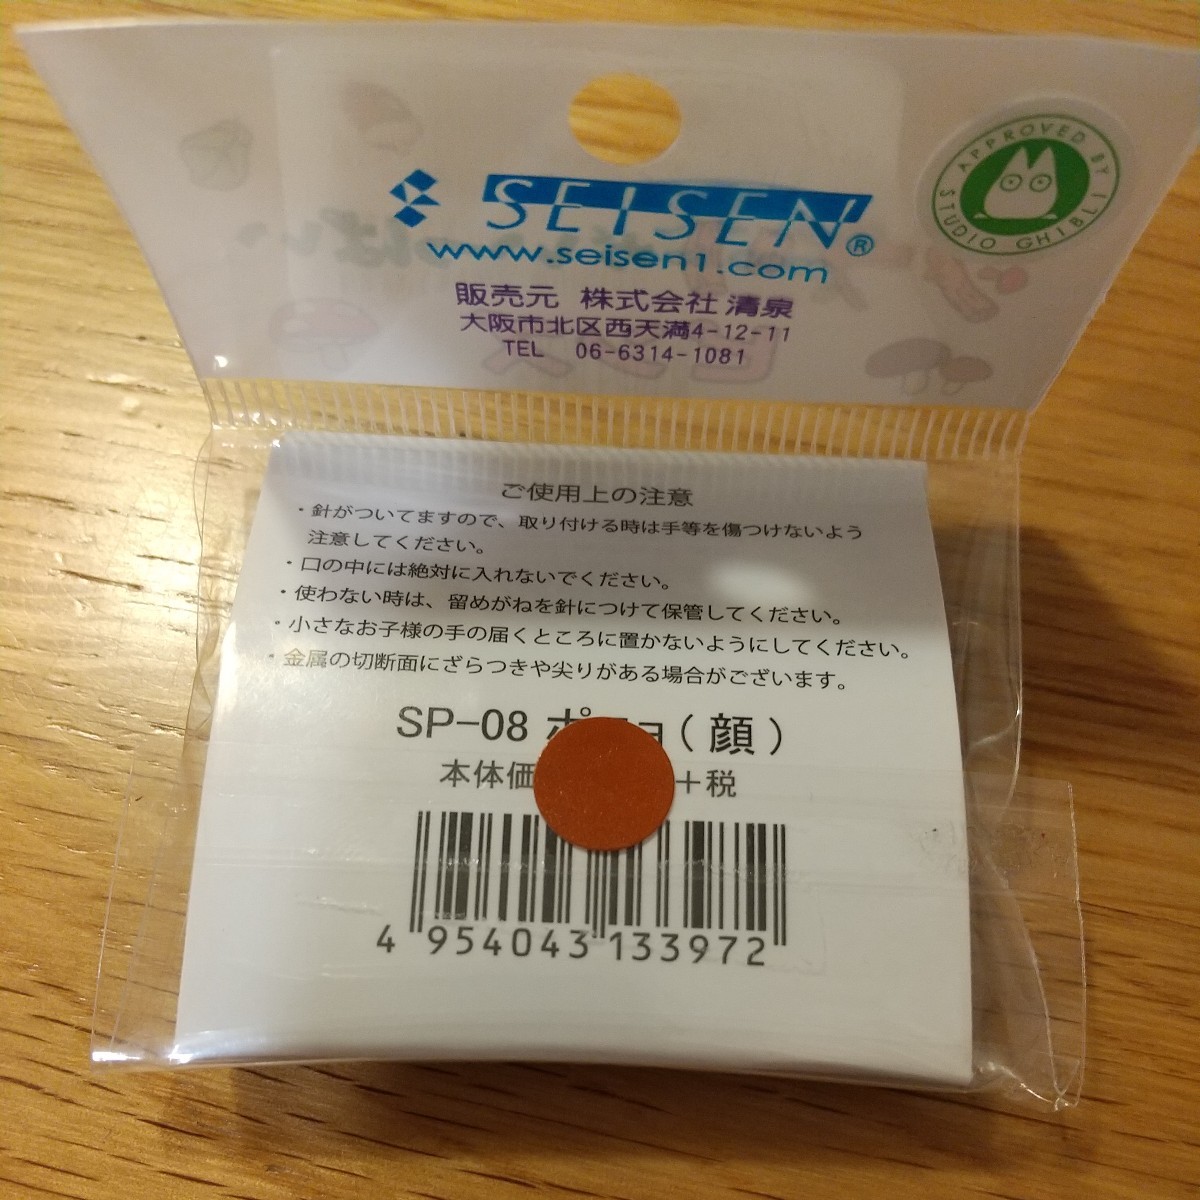 SEISEN®
www.seisen1.com
APPROVED BY STUDIO GHIBLI
販売元 株式会社 清泉
大阪市北区西天満4-12-11
TEL 06-6314-1081
ご使用上の注意
・針がついてますので、取り付ける時は手等を傷つけないよう
注意してください。
・口の中には絶対に入れないでください。
・使わない時は、留めがねを針につけて保管してください。
・小さなお子様の手の届くところに置かないようにしてください。
・金属の切断面にざらつきや尖りがある場合がございます。
SP-08 (顔)
本体価 +税
4 954043 133972